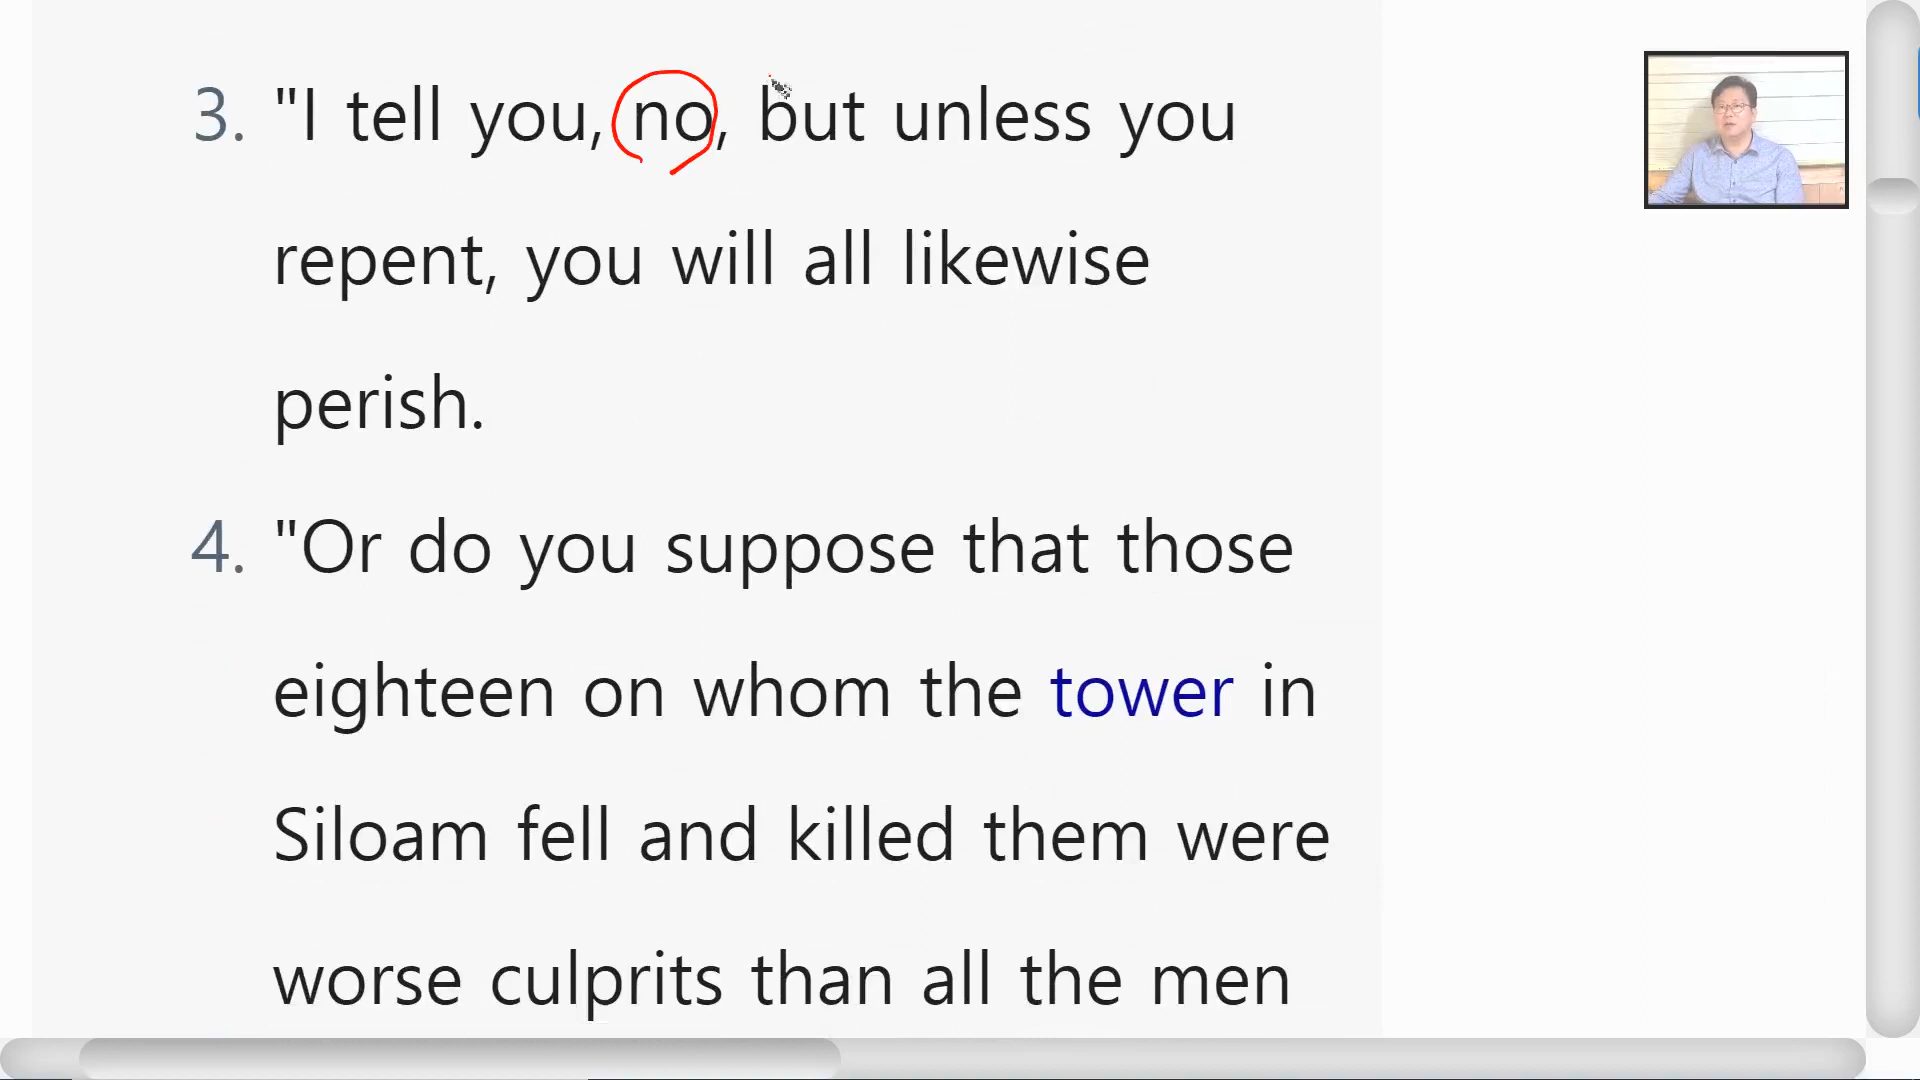 3. "I tell you, no, but unless you
repent, you will all likewise
perish.
4. "Or do you suppose that those
eighteen on whom the tower in
Siloam fell and killed them were
worse culprits than all the men